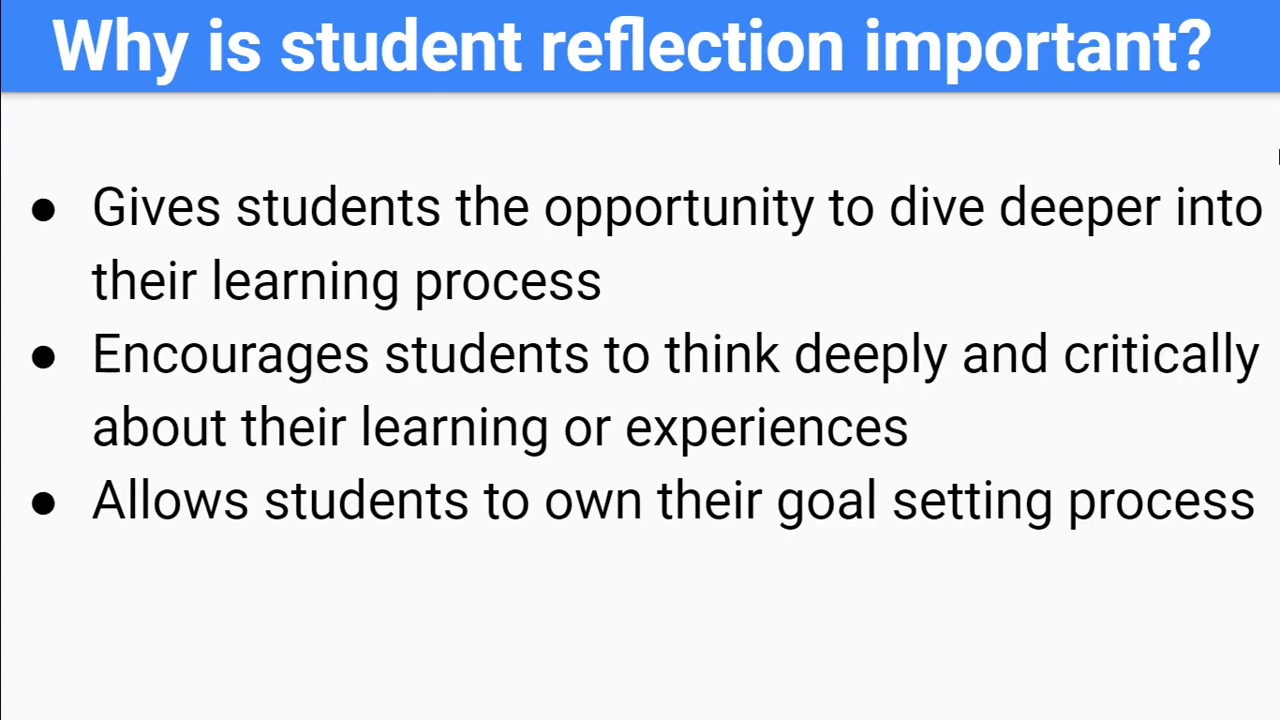 Why is student reflection important?
● Gives students the opportunity to dive deeper into
their learning process
● Encourages students to think deeply and critically
about their learning or experiences
● Allows students to own their goal setting process